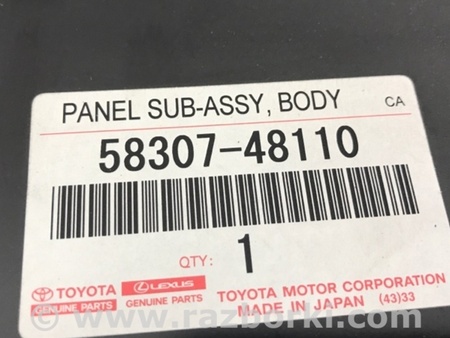 PANEL SUB-ASSY, BODY CA
58307-48110
QTY: 1
TOYOTA LEXUS TOYOTA MOTOR CORPORATION
GENUINE PARTS GENUINE PARTS MADE IN JAPAN (43)33
© www.razborki.com